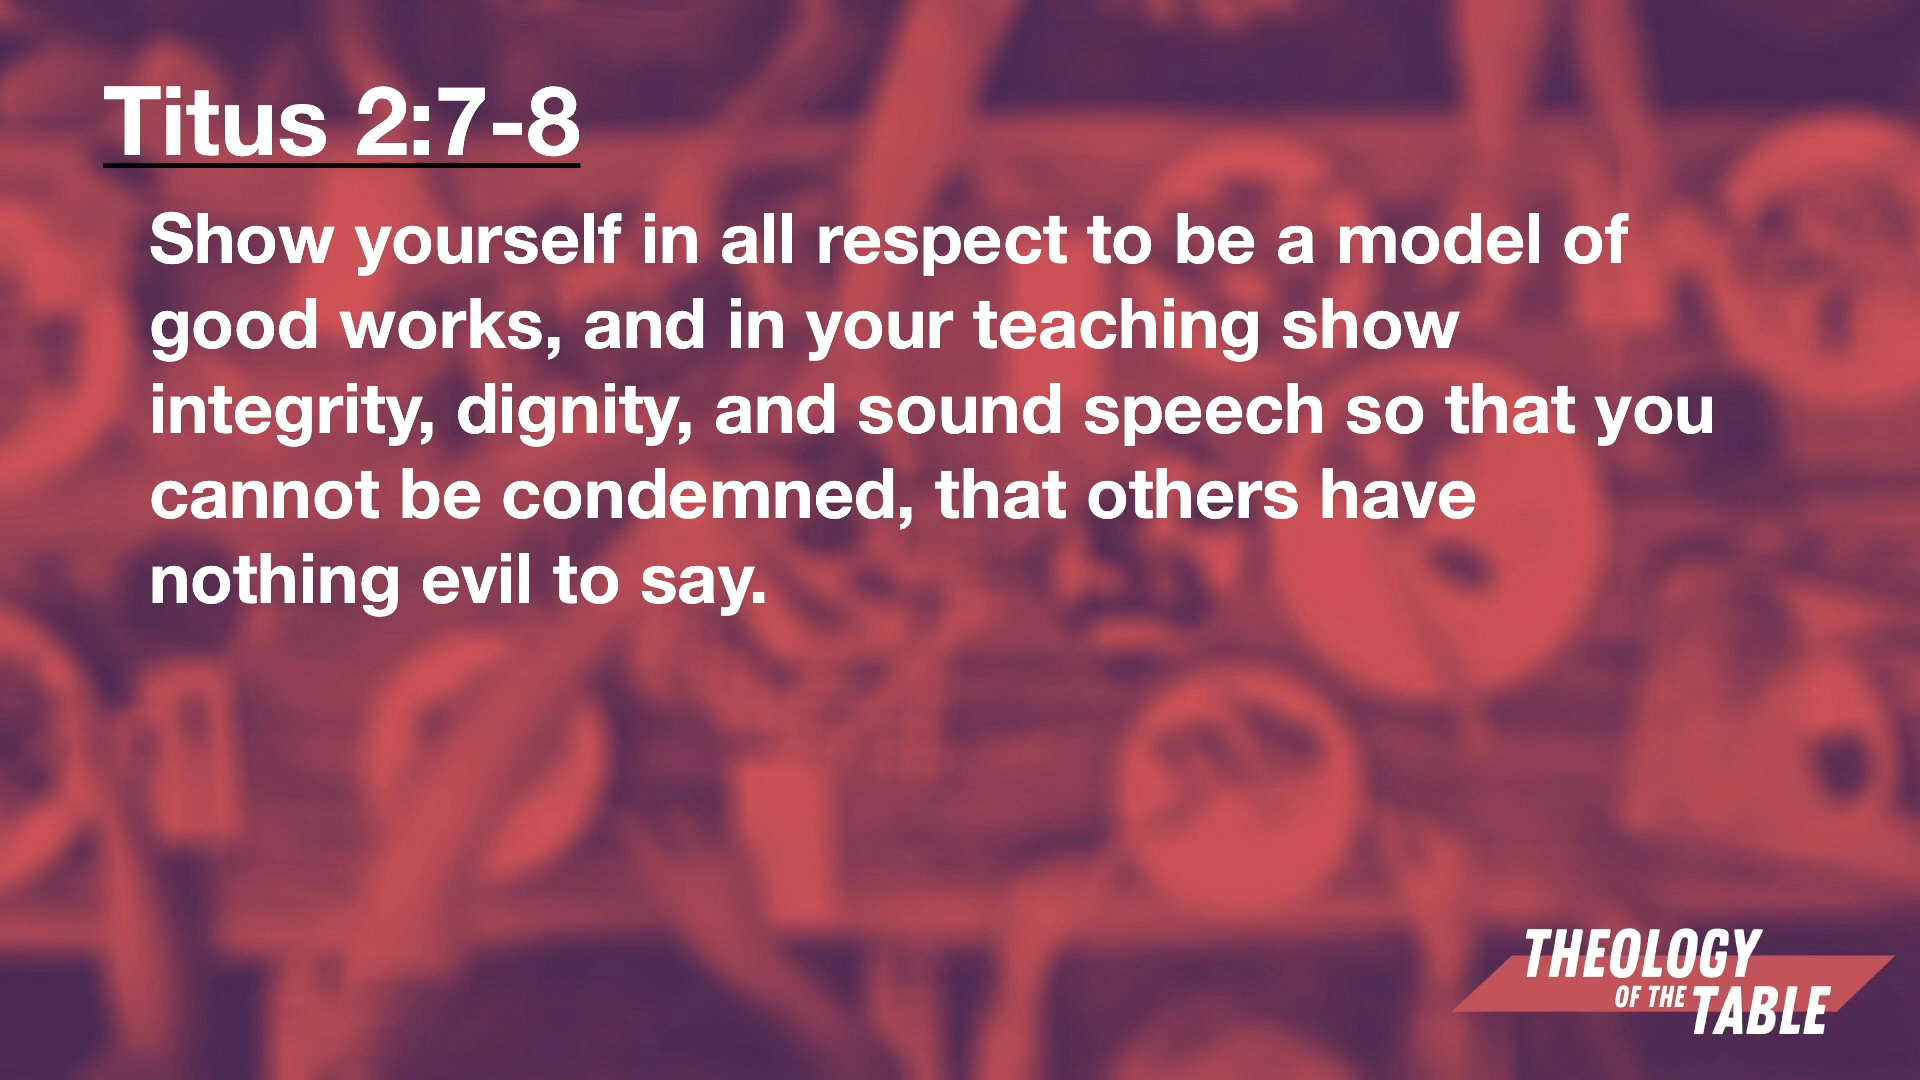 Titus 2:7-8
Show yourself in all respect to be a model of
good works, and in your teaching show
integrity, dignity, and sound speech so that you
cannot be condemned, that others have
nothing evil to say.
THEOLOGY
OF THE TABLE